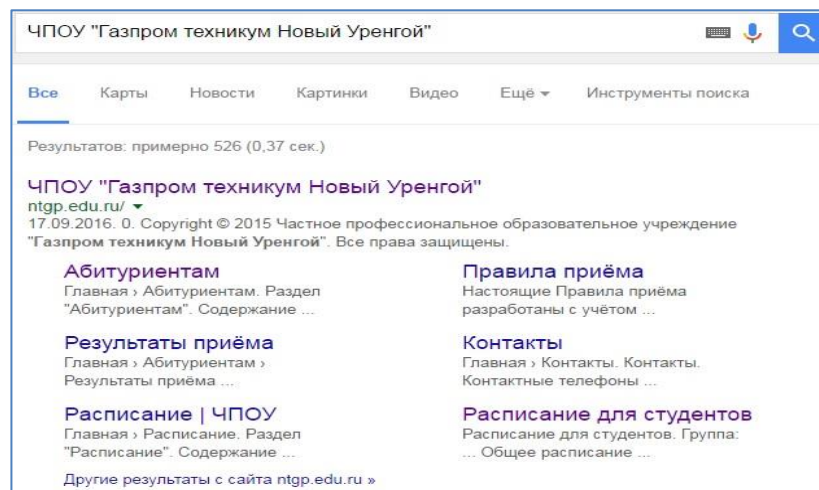 ЧПОУ "Газпром техникум Новый Уренгой"
Все Карты Новости Картинки Видео Ещё Инструменты поиска
Результатов: примерно 526 (0,37 сек.)
ЧПОУ "Газпром техникум Новый Уренгой"
ntgp.edu.ru/
17.09.2016. 0. Copyright © 2015 Частное профессиональное образовательное учреждение
"Газпром техникум Новый Уренгой". Все права защищены.
Абитуриентам
Главная › Абитуриентам. Раздел
"Абитуриентам". Содержание ...
Правила приёма
Настоящие Правила приёма
разработаны с учётом ...
Результаты приёма
Главная › Абитуриентам ›
Результаты приёма ...
Контакты
Главная › Контакты. Контакты.
Контактные телефоны ...
Расписание | ЧПОУ
Главная › Расписание. Раздел
"Расписание". Содержание ...
Расписание для студентов
Расписание для студентов. Группа:
... Общее расписание ...
Другие результаты с сайта ntgp.edu.ru »